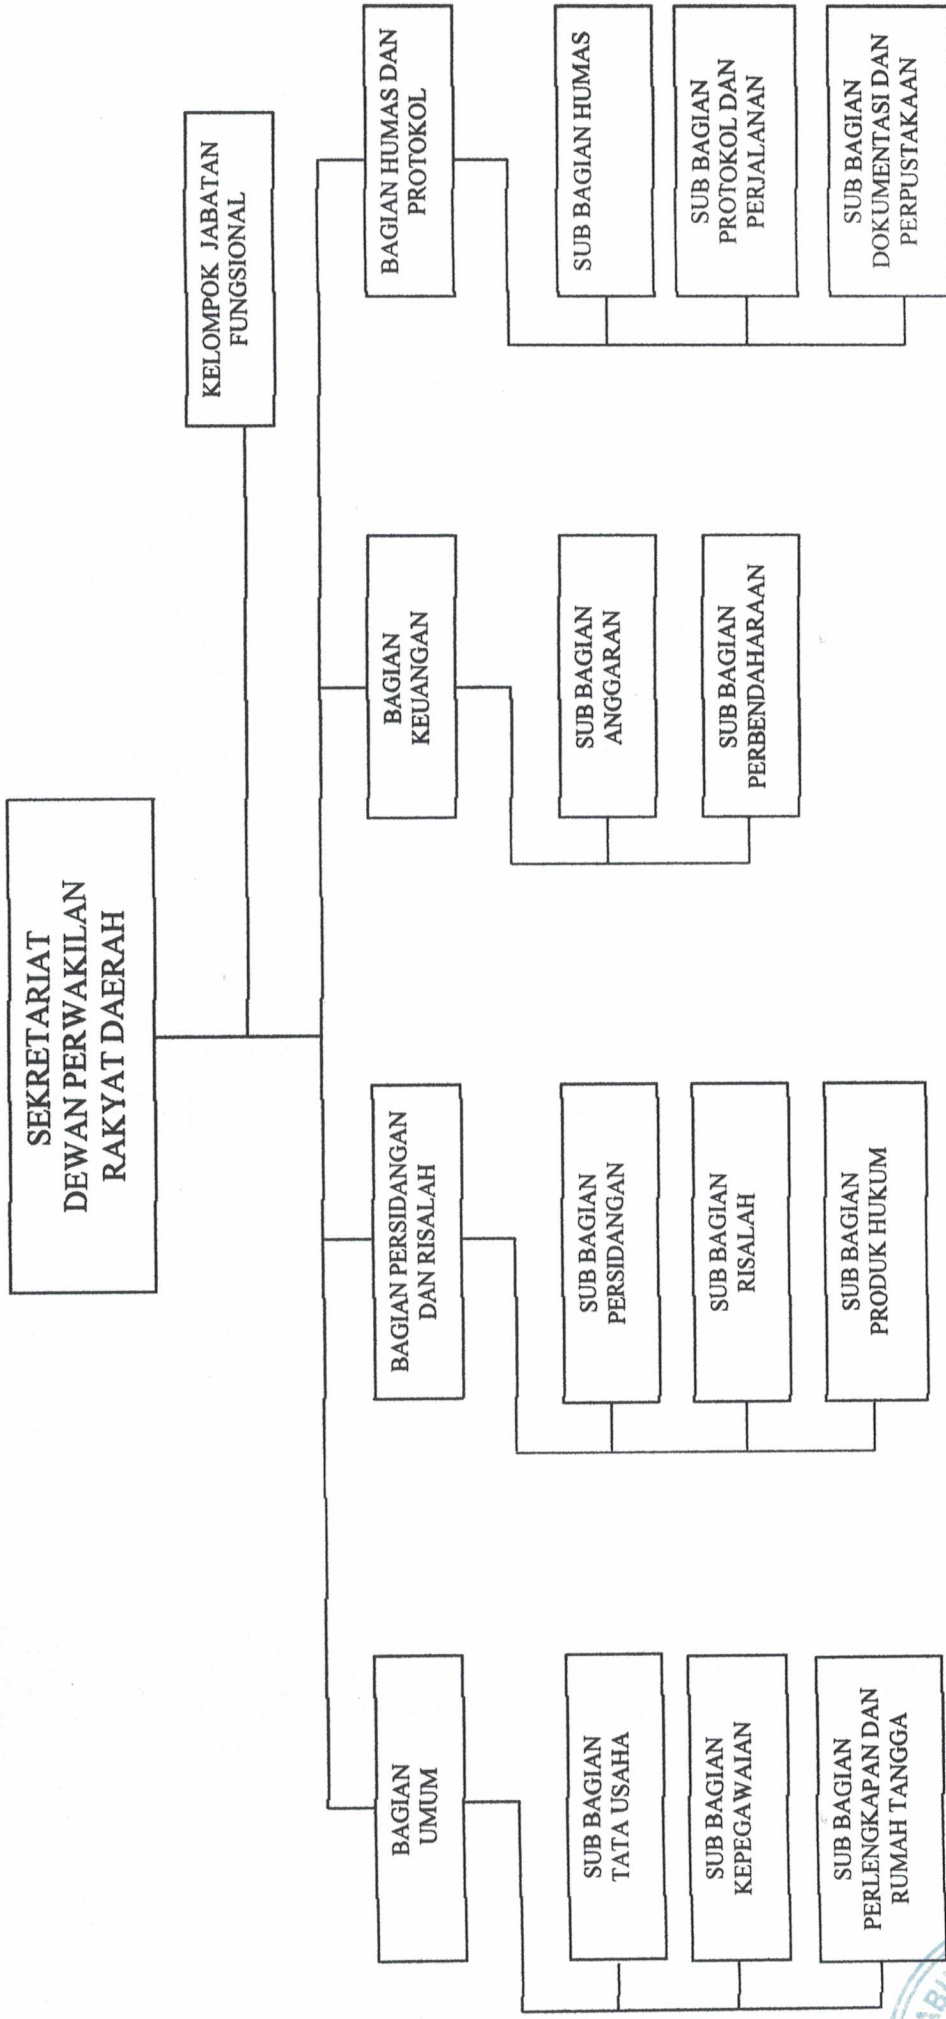 SEKRETARIAT
DEWAN PERWAKILAN
RAKYAT DAERAH
KELOMPOK JABATAN
FUNGSIONAL
BAGIAN
UMUM
SUB BAGIAN
TATA USAHA
SUB BAGIAN
KEPEGAWAIAN
SUB BAGIAN
PERLENGKAPAN DAN
RUMAH TANGGA
BAGIAN PERSIDANGAN
DAN RISALAH
SUB BAGIAN
PERSIDANGAN
SUB BAGIAN
RISALAH
SUB BAGIAN
PRODUK HUKUM
BAGIAN
KEUANGAN
SUB BAGIAN
ANGGARAN
SUB BAGIAN
PERBENDAHARAAN
BAGIAN HUMAS DAN
PROTOKOL
SUB BAGIAN HUMAS
SUB BAGIAN
PROTOKOL DAN
PERJALANAN
SUB BAGIAN
DOKUMENTASI DAN
PERPUSTAKAAN